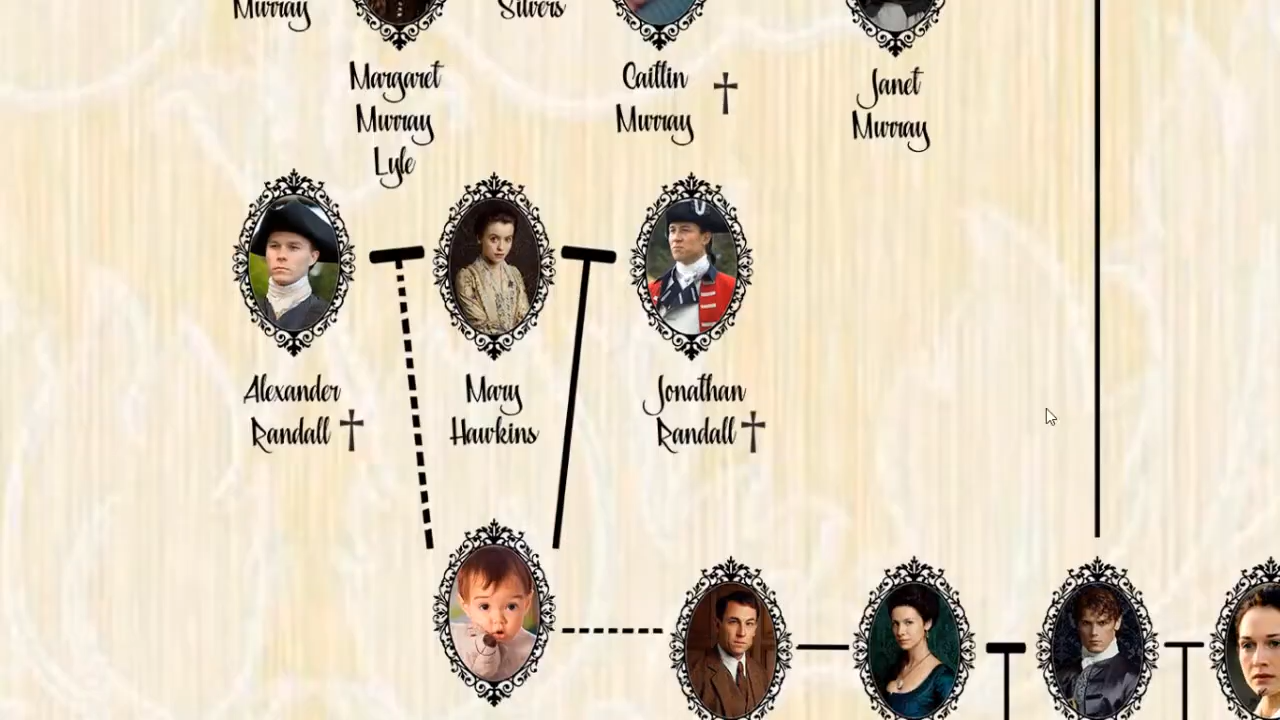 Murray
Silvers
Margaret
Murray
Lyle
Caitlin
Murray
Janet
Murray
Alexander
Randall
Mary
Hawkins
Jonathan
Randall